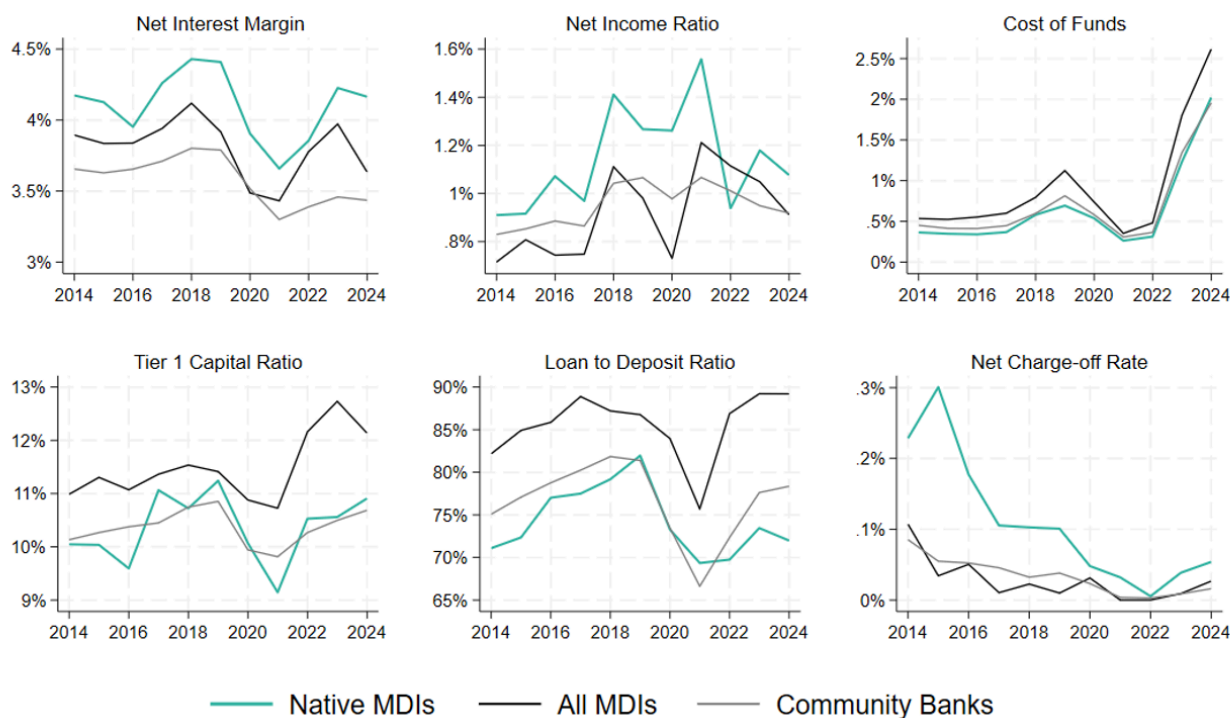 Net Interest Margin
4.5%
4%
3.5%
3%
2014 2016 2018 2020 2022 2024
Net Income Ratio
1.6%
1.4%
1.2%
1%
.8%
2014 2016 2018 2020 2022 2024
Cost of Funds
2.5%
2%
1.5%
1%
.5%
0%
2014 2016 2018 2020 2022 2024
Tier 1 Capital Ratio
13%
12%
11%
10%
9%
2014 2016 2018 2020 2022 2024
Loan to Deposit Ratio
90%
85%
80%
75%
70%
65%
2014 2016 2018 2020 2022 2024
Net Charge-off Rate
.3%
.2%
.1%
0%
2014 2016 2018 2020 2022 2024
Native MDIs All MDIs Community Banks